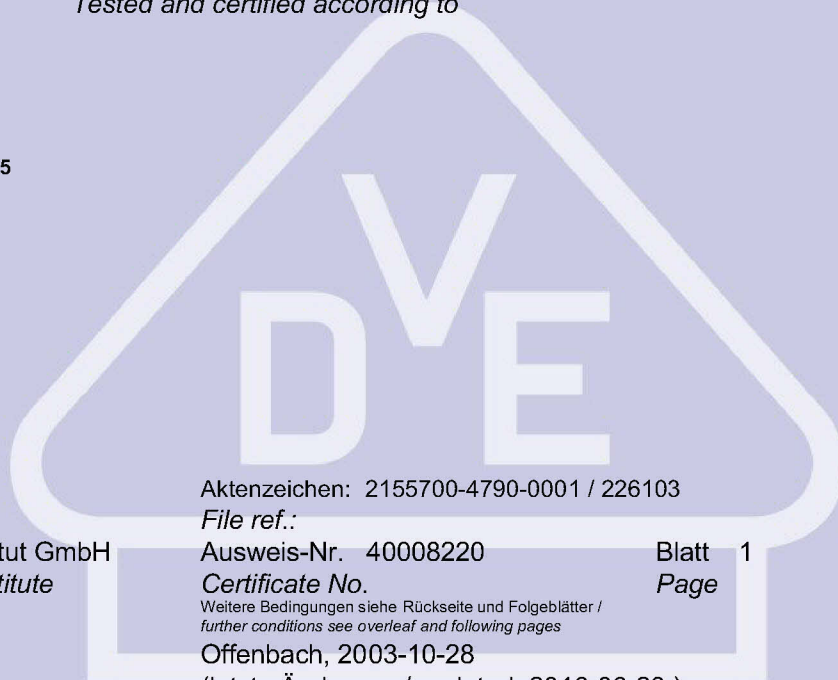 Tested and certified according to
5
VDE
Aktenzeichen: 2155700-4790-0001 / 226103
File ref.:
tut GmbH Ausweis-Nr. 40008220 Blatt 1
titute Certificate No. Page
Weitere Bedingungen siehe Rückseite und Folgeblätter /
further conditions see overleaf and following pages
Offenbach, 2003-10-28